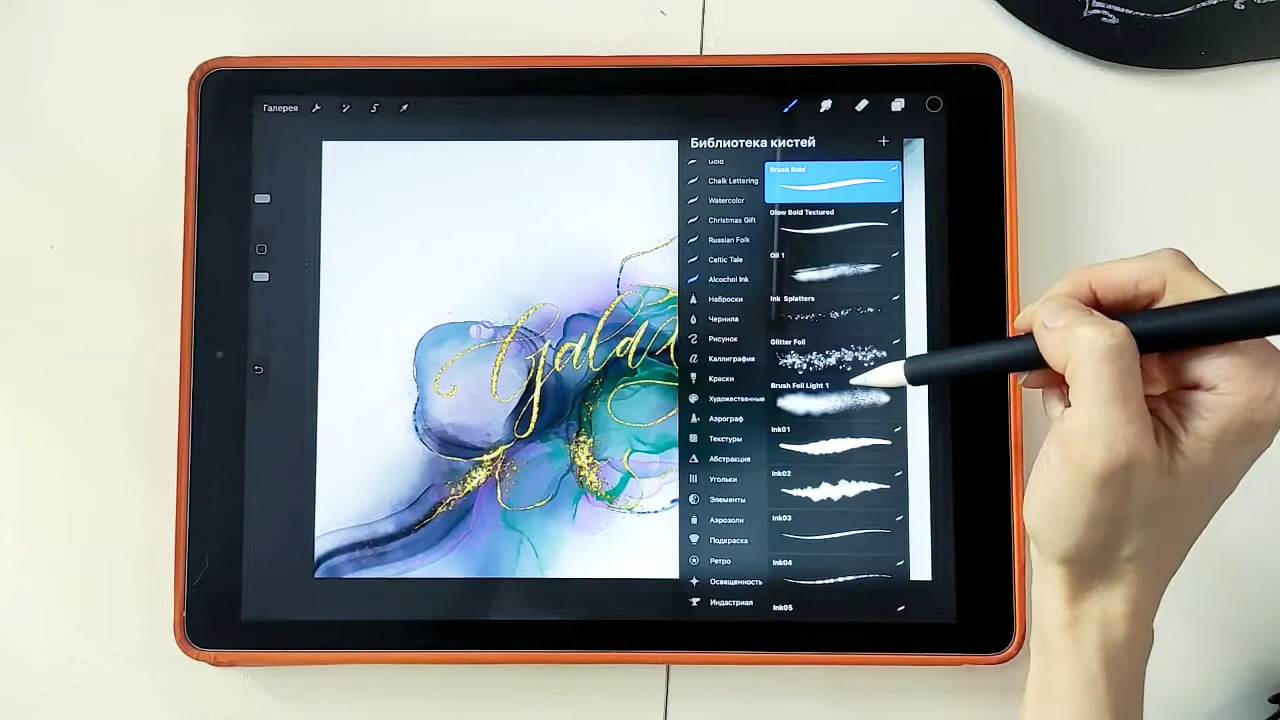 Галерея
Библиотека кистей
Gold
Chalk Lettering
Watercolor
Christmas Gift
Russian Folk
Celtic Tale
Alcochol Ink
Наброски
Чернила
Рисунок
Каллиграфия
Краски
Художественные
Аэрограф
Текстуры
Абстракция
Угольки
Элементы
Аэрозоли
Подкраска
Ретро
Освещенность
Индастриал
Brush Bold
Glow Bold Textured
Oil 1
Ink Splatters
Glitter Foil
Brush Foil Light 1
Ink01
Ink02
Ink03
Ink04
Ink05